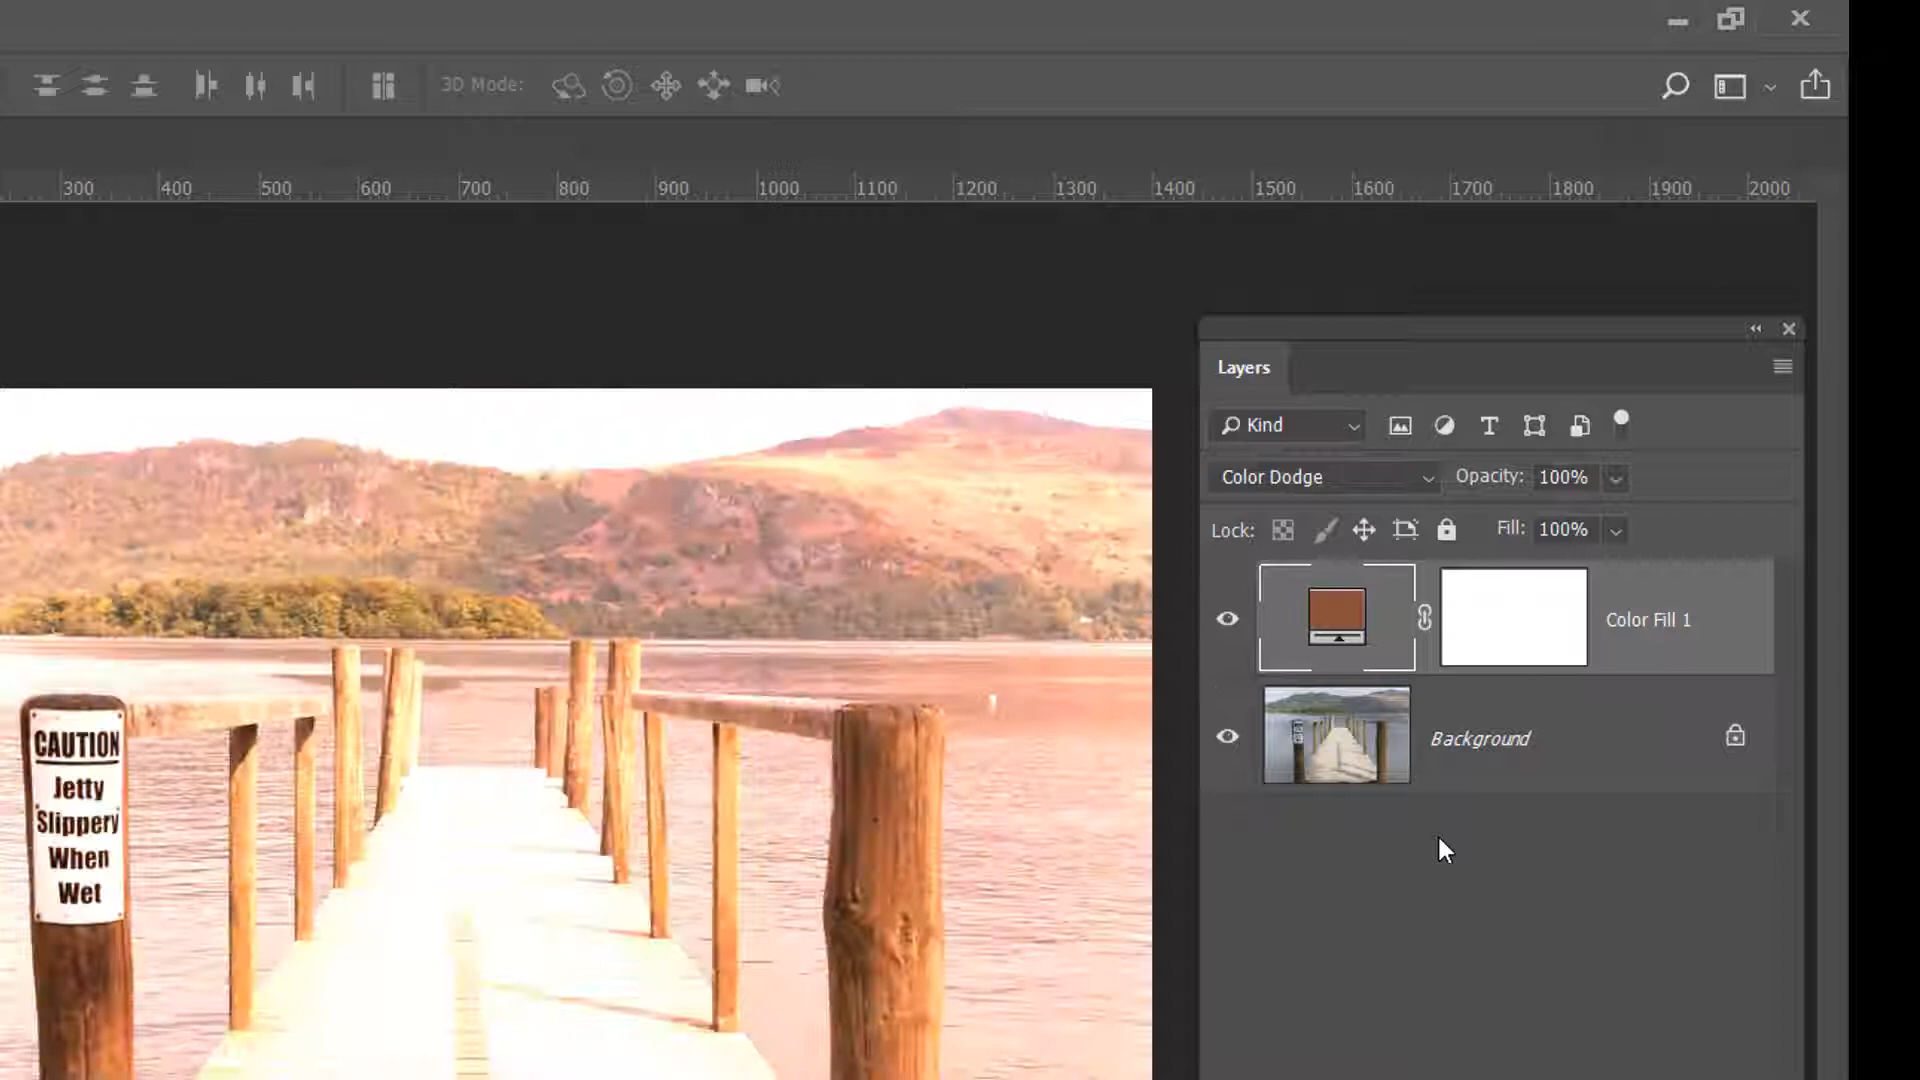 3D Mode:
300 400 500 600 700 800 900 1000 1100 1200 1300 1400 1500 1600 1700 1800 1900 2000
Layers
Kind
Color Dodge Opacity: 100%
Lock: Fill: 100%
Color Fill 1
Background
CAUTION
Jetty
Slippery
When
Wet